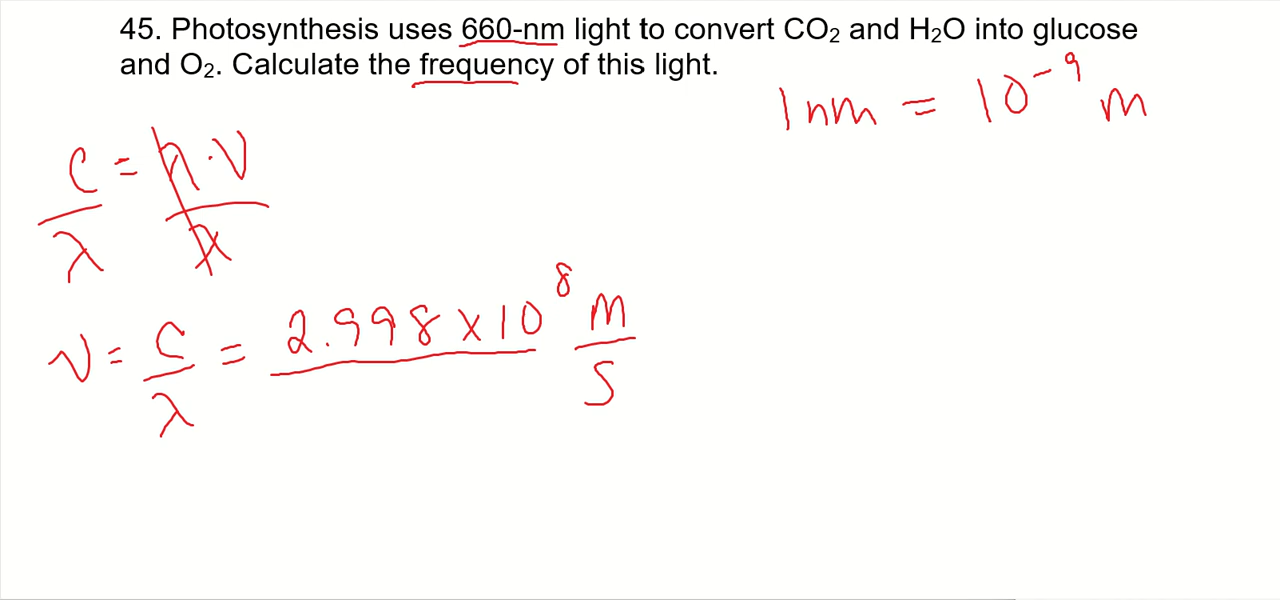 45. Photosynthesis uses 660-nm light to convert CO₂ and H₂O into glucose
and O₂. Calculate the frequency of this light.
1 nm = 10⁻⁹ m
c/λ = λ·ν/λ
ν = c/λ = 2.998 × 10⁸ m/s